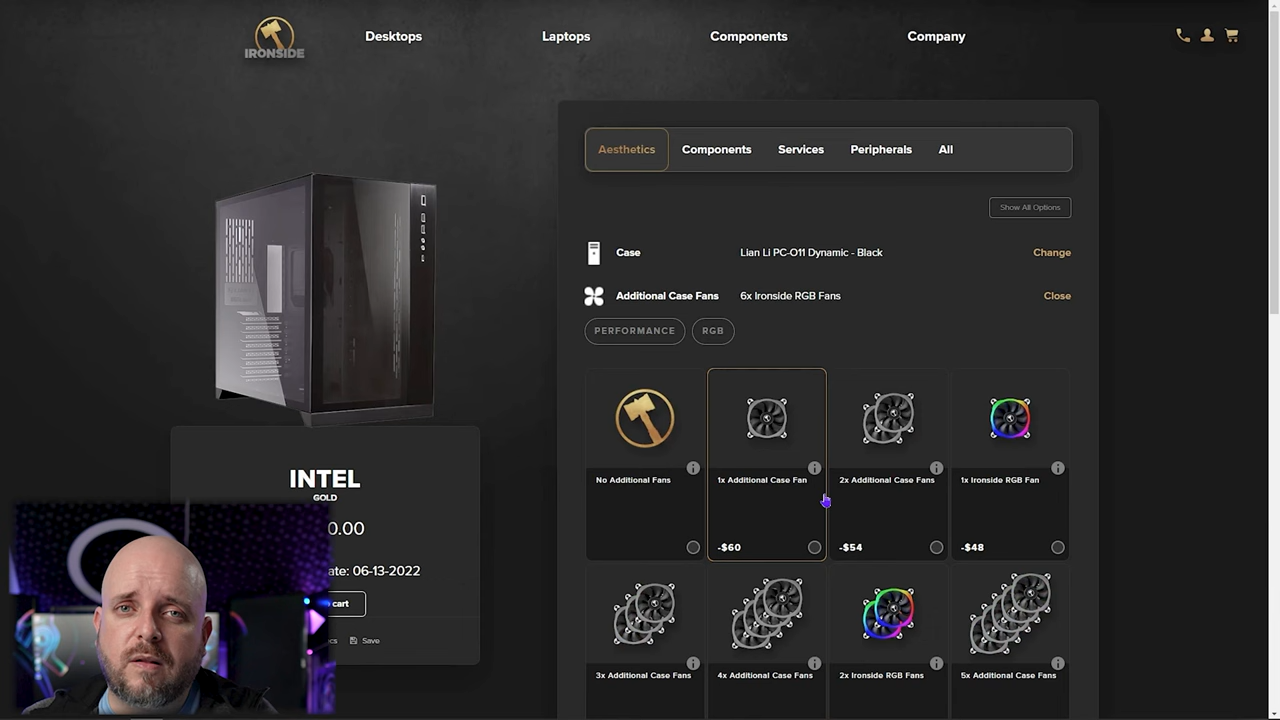 IRONSIDE
Desktops
Laptops
Components
Company
Aesthetics
Components
Services
Peripherals
All
Show All Options
Case
Lian Li PC-O11 Dynamic - Black
Change
Additional Case Fans
6x Ironside RGB Fans
Close
PERFORMANCE
RGB
No Additional Fans
1x Additional Case Fan
-$60
2x Additional Case Fans
-$54
1x Ironside RGB Fan
-$48
3x Additional Case Fans
4x Additional Case Fans
2x Ironside RGB Fans
5x Additional Case Fans
INTEL
GOLD
0.00
ate: 06-13-2022
cart
Save